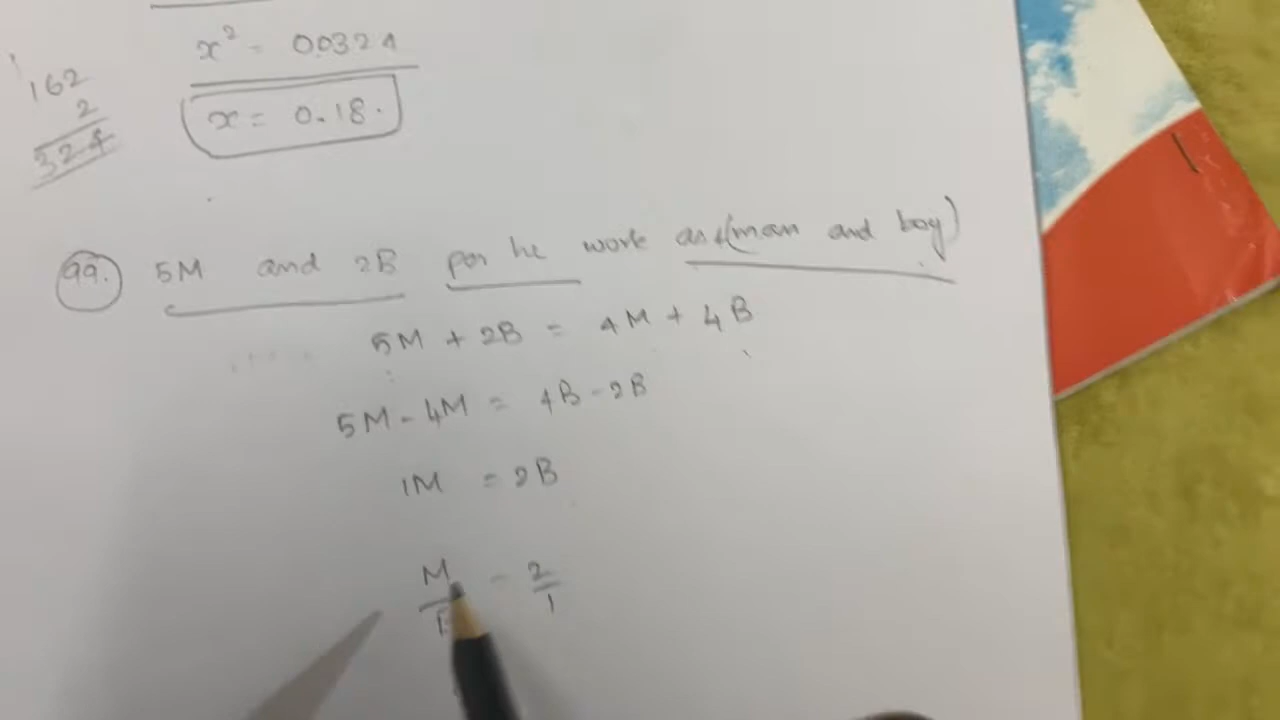 x² = 0.0324
x = 0.18.
162
2
324
99. 5M and 2B per he work as 4(man and boy)
5M + 2B = 4M + 4B
5M - 4M = 4B - 2B
1M = 2B
M = 2
1